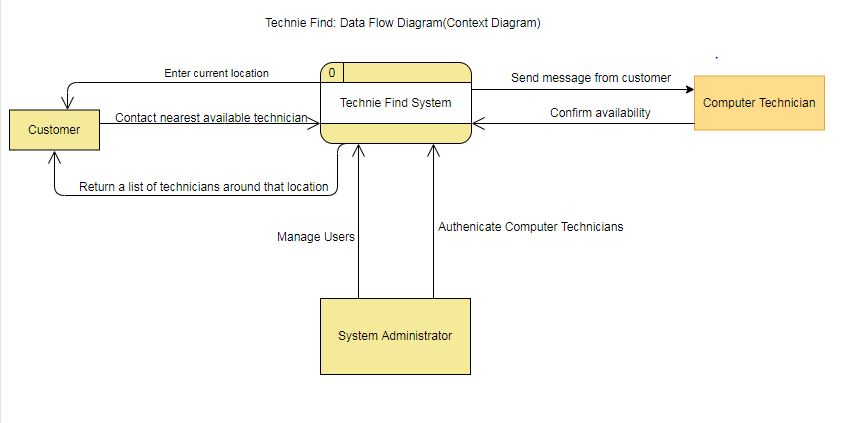 Technie Find: Data Flow Diagram(Context Diagram)
Enter current location
0
Send message from customer
Technie Find System
Computer Technician
Contact nearest available technician
Confirm availability
Customer
Return a list of technicians around that location
Manage Users
Authenicate Computer Technicians
System Administrator